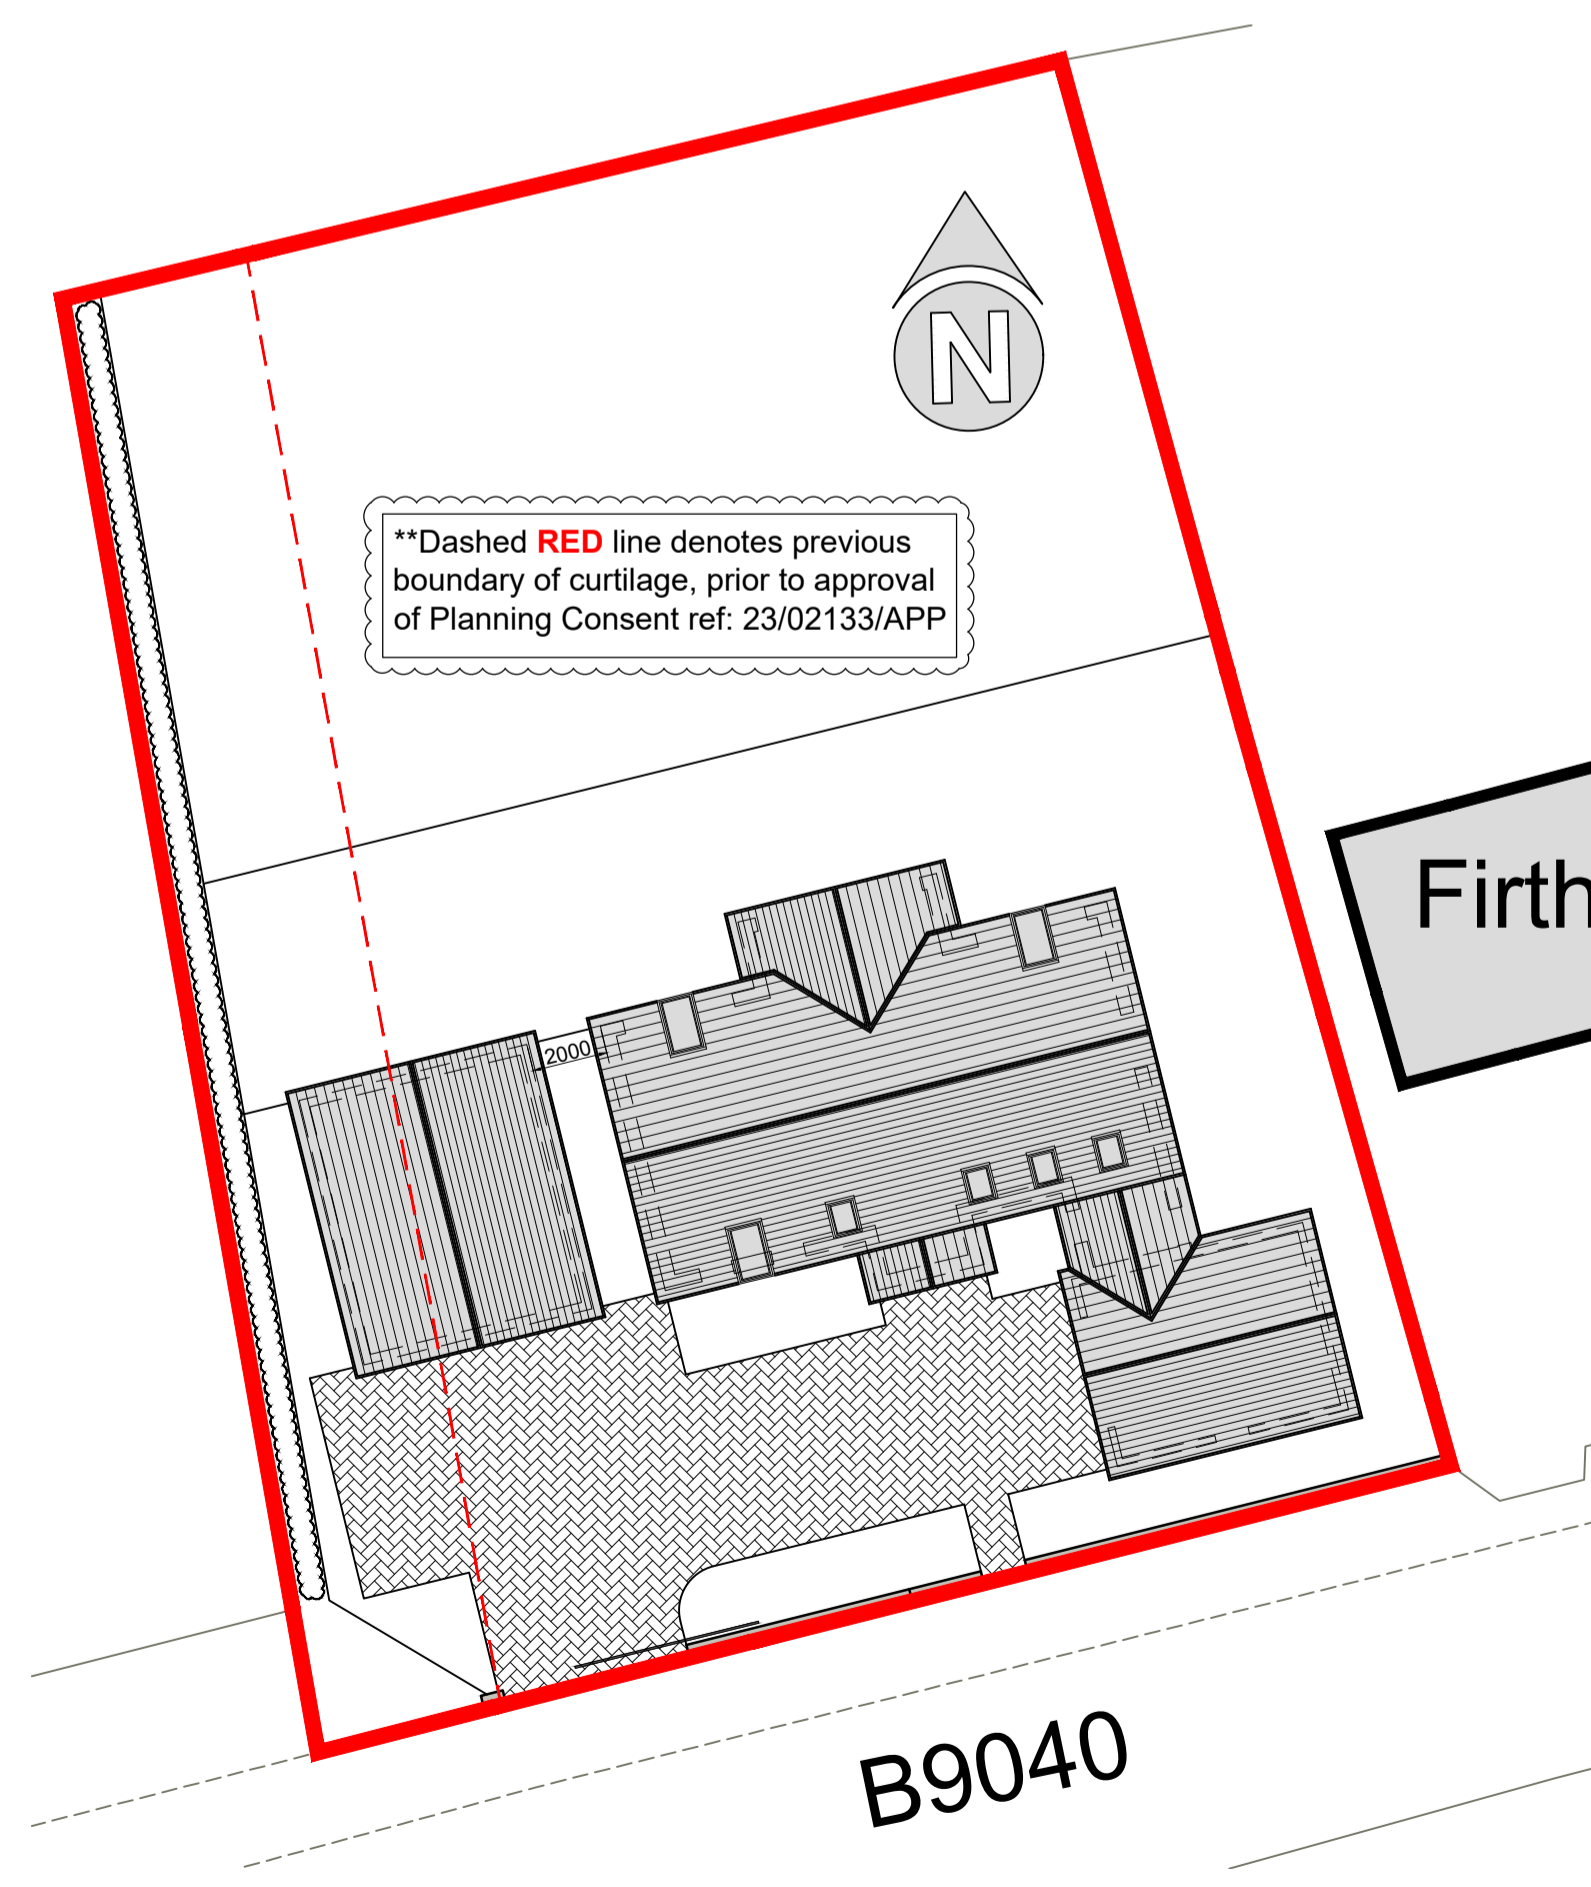 N
**Dashed RED line denotes previous
boundary of curtilage, prior to approval
of Planning Consent ref: 23/02133/APP
Firth
2000
B9040